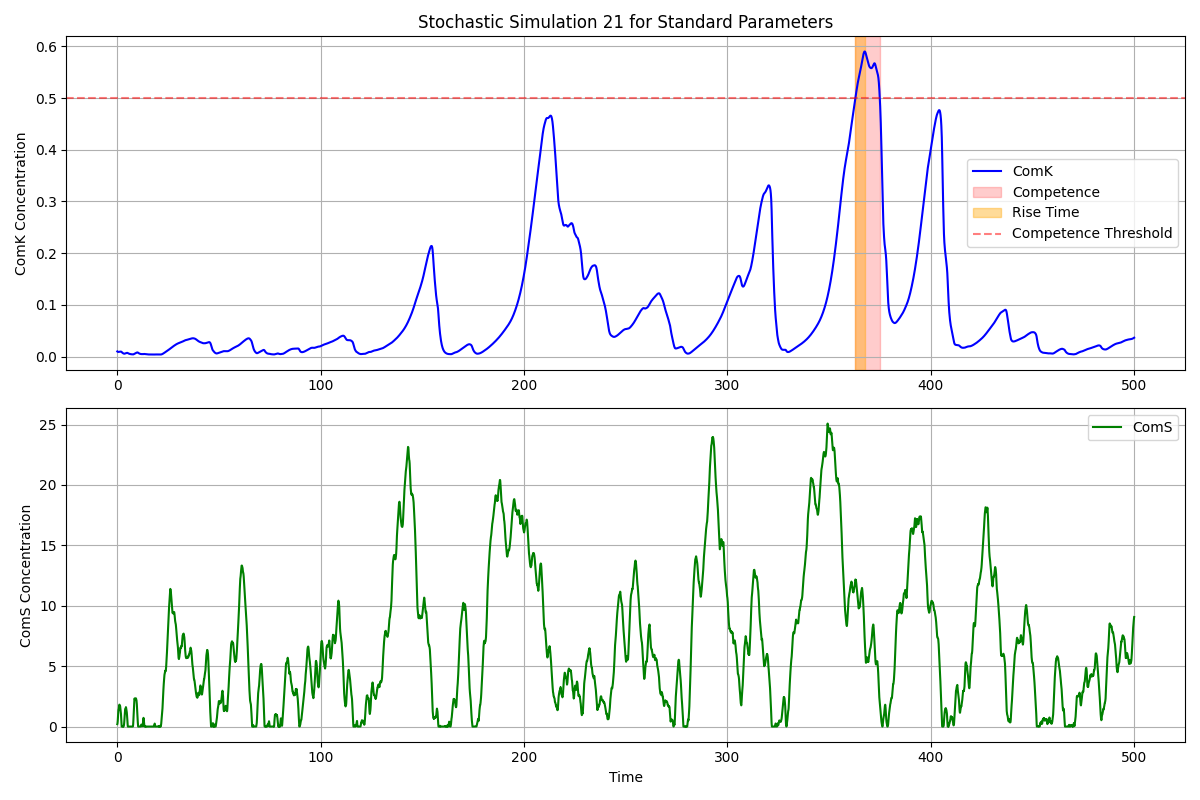 Stochastic Simulation 21 for Standard Parameters
ComK Concentration
0.6
0.5
0.4
0.3
0.2
0.1
0.0
ComK
Competence
Rise Time
Competence Threshold
0 100 200 300 400 500
ComS Concentration
25
20
15
10
5
0
ComS
0 100 200 300 400 500
Time